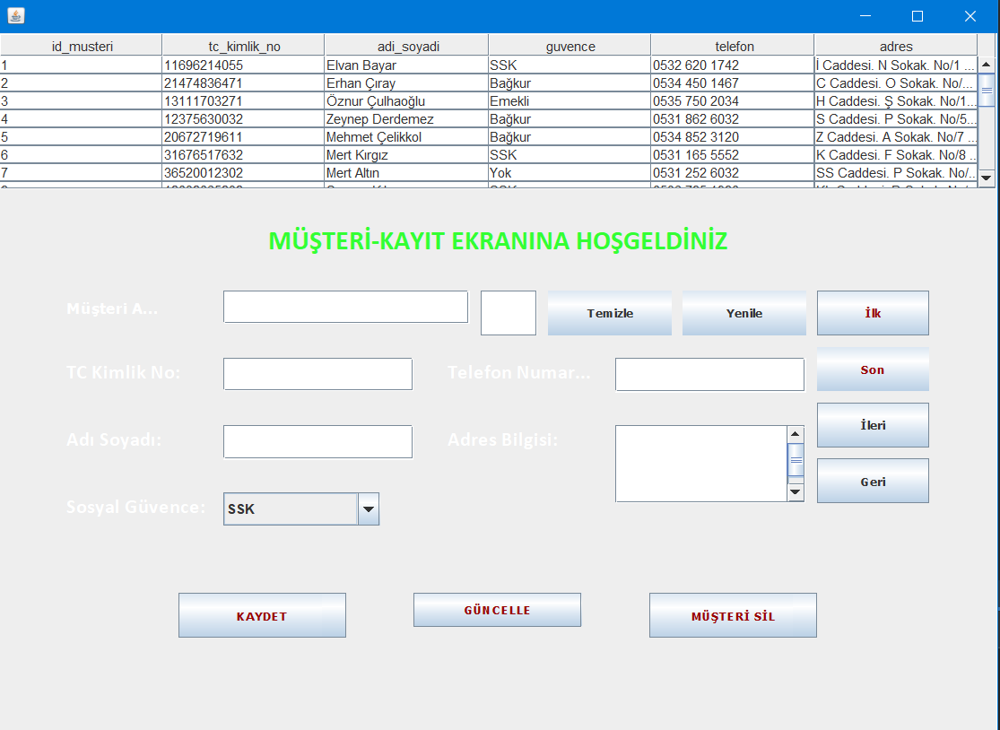 id_musteri tc_kimlik_no adi_soyadi guvence telefon adres
1 11696214055 Elvan Bayar SSK 0532 620 1742 İ Caddesi. N Sokak. No/1 ...
2 21474836471 Erhan Çıray Bağkur 0534 450 1467 C Caddesi. O Sokak. No/...
3 13111703271 Öznur Çulhaoğlu Emekli 0535 750 2034 H Caddesi. Ş Sokak. No/1...
4 12375630032 Zeynep Derdemez Bağkur 0531 862 6032 S Caddesi. P Sokak. No/5...
5 20672719611 Mehmet Çelikkol Bağkur 0534 852 3120 Z Caddesi. A Sokak. No/7 ...
6 31676517632 Mert Kırgız SSK 0531 165 5552 K Caddesi. F Sokak. No/8 ...
7 36520012302 Mert Altın Yok 0531 252 6032 SS Caddesi. P Sokak. No/...
MÜŞTERİ-KAYIT EKRANINA HOŞGELDİNİZ
Müşteri A... Temizle Yenile İlk
TC Kimlik No: Telefon Numar... Son
Adı Soyadı: Adres Bilgisi: İleri
Geri
Sosyal Güvence: SSK
KAYDET GÜNCELLE MÜŞTERİ SİL